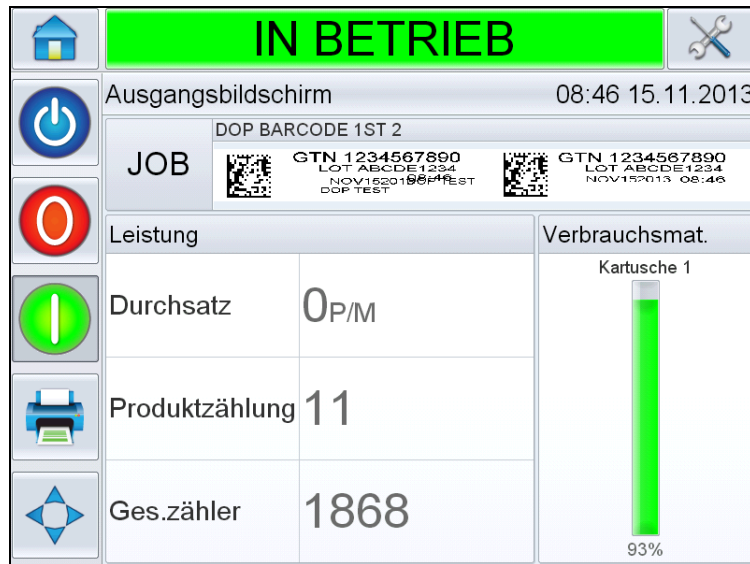 IN BETRIEB
Ausgangsbildschirm 08:46 15.11.2013
JOB
DOP BARCODE 1ST 2
GTN 1234567890
LOT ABCDE1234
DOP TEST
GTN 1234567890
LOT ABCDE1234
NOV152013 08:46
Leistung
Verbrauchsmat.
Kartusche 1
Durchsatz 0P/M
Produktzählung 11
Ges.zähler 1868
93%